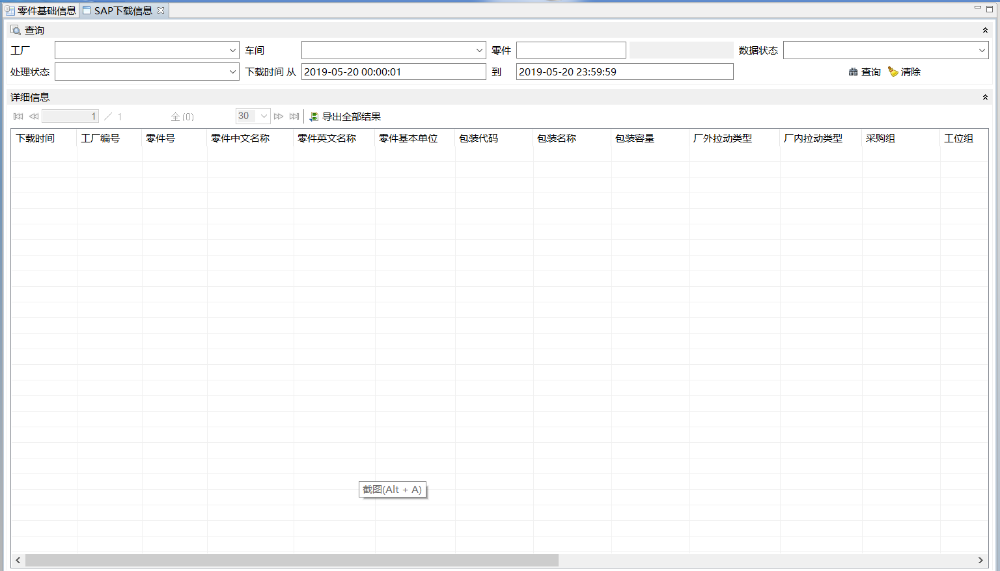 零件基础信息 SAP下载信息
查询
工厂 车间 零件 数据状态
处理状态 下载时间 从 2019-05-20 00:00:01 到 2019-05-20 23:59:59 查询 清除
详细信息
1 / 1 全(0) 30 导出全部结果
下载时间 工厂编号 零件号 零件中文名称 零件英文名称 零件基本单位 包装代码 包装名称 包装容量 厂外拉动类型 厂内拉动类型 采购组 工位组
截图(Alt + A)